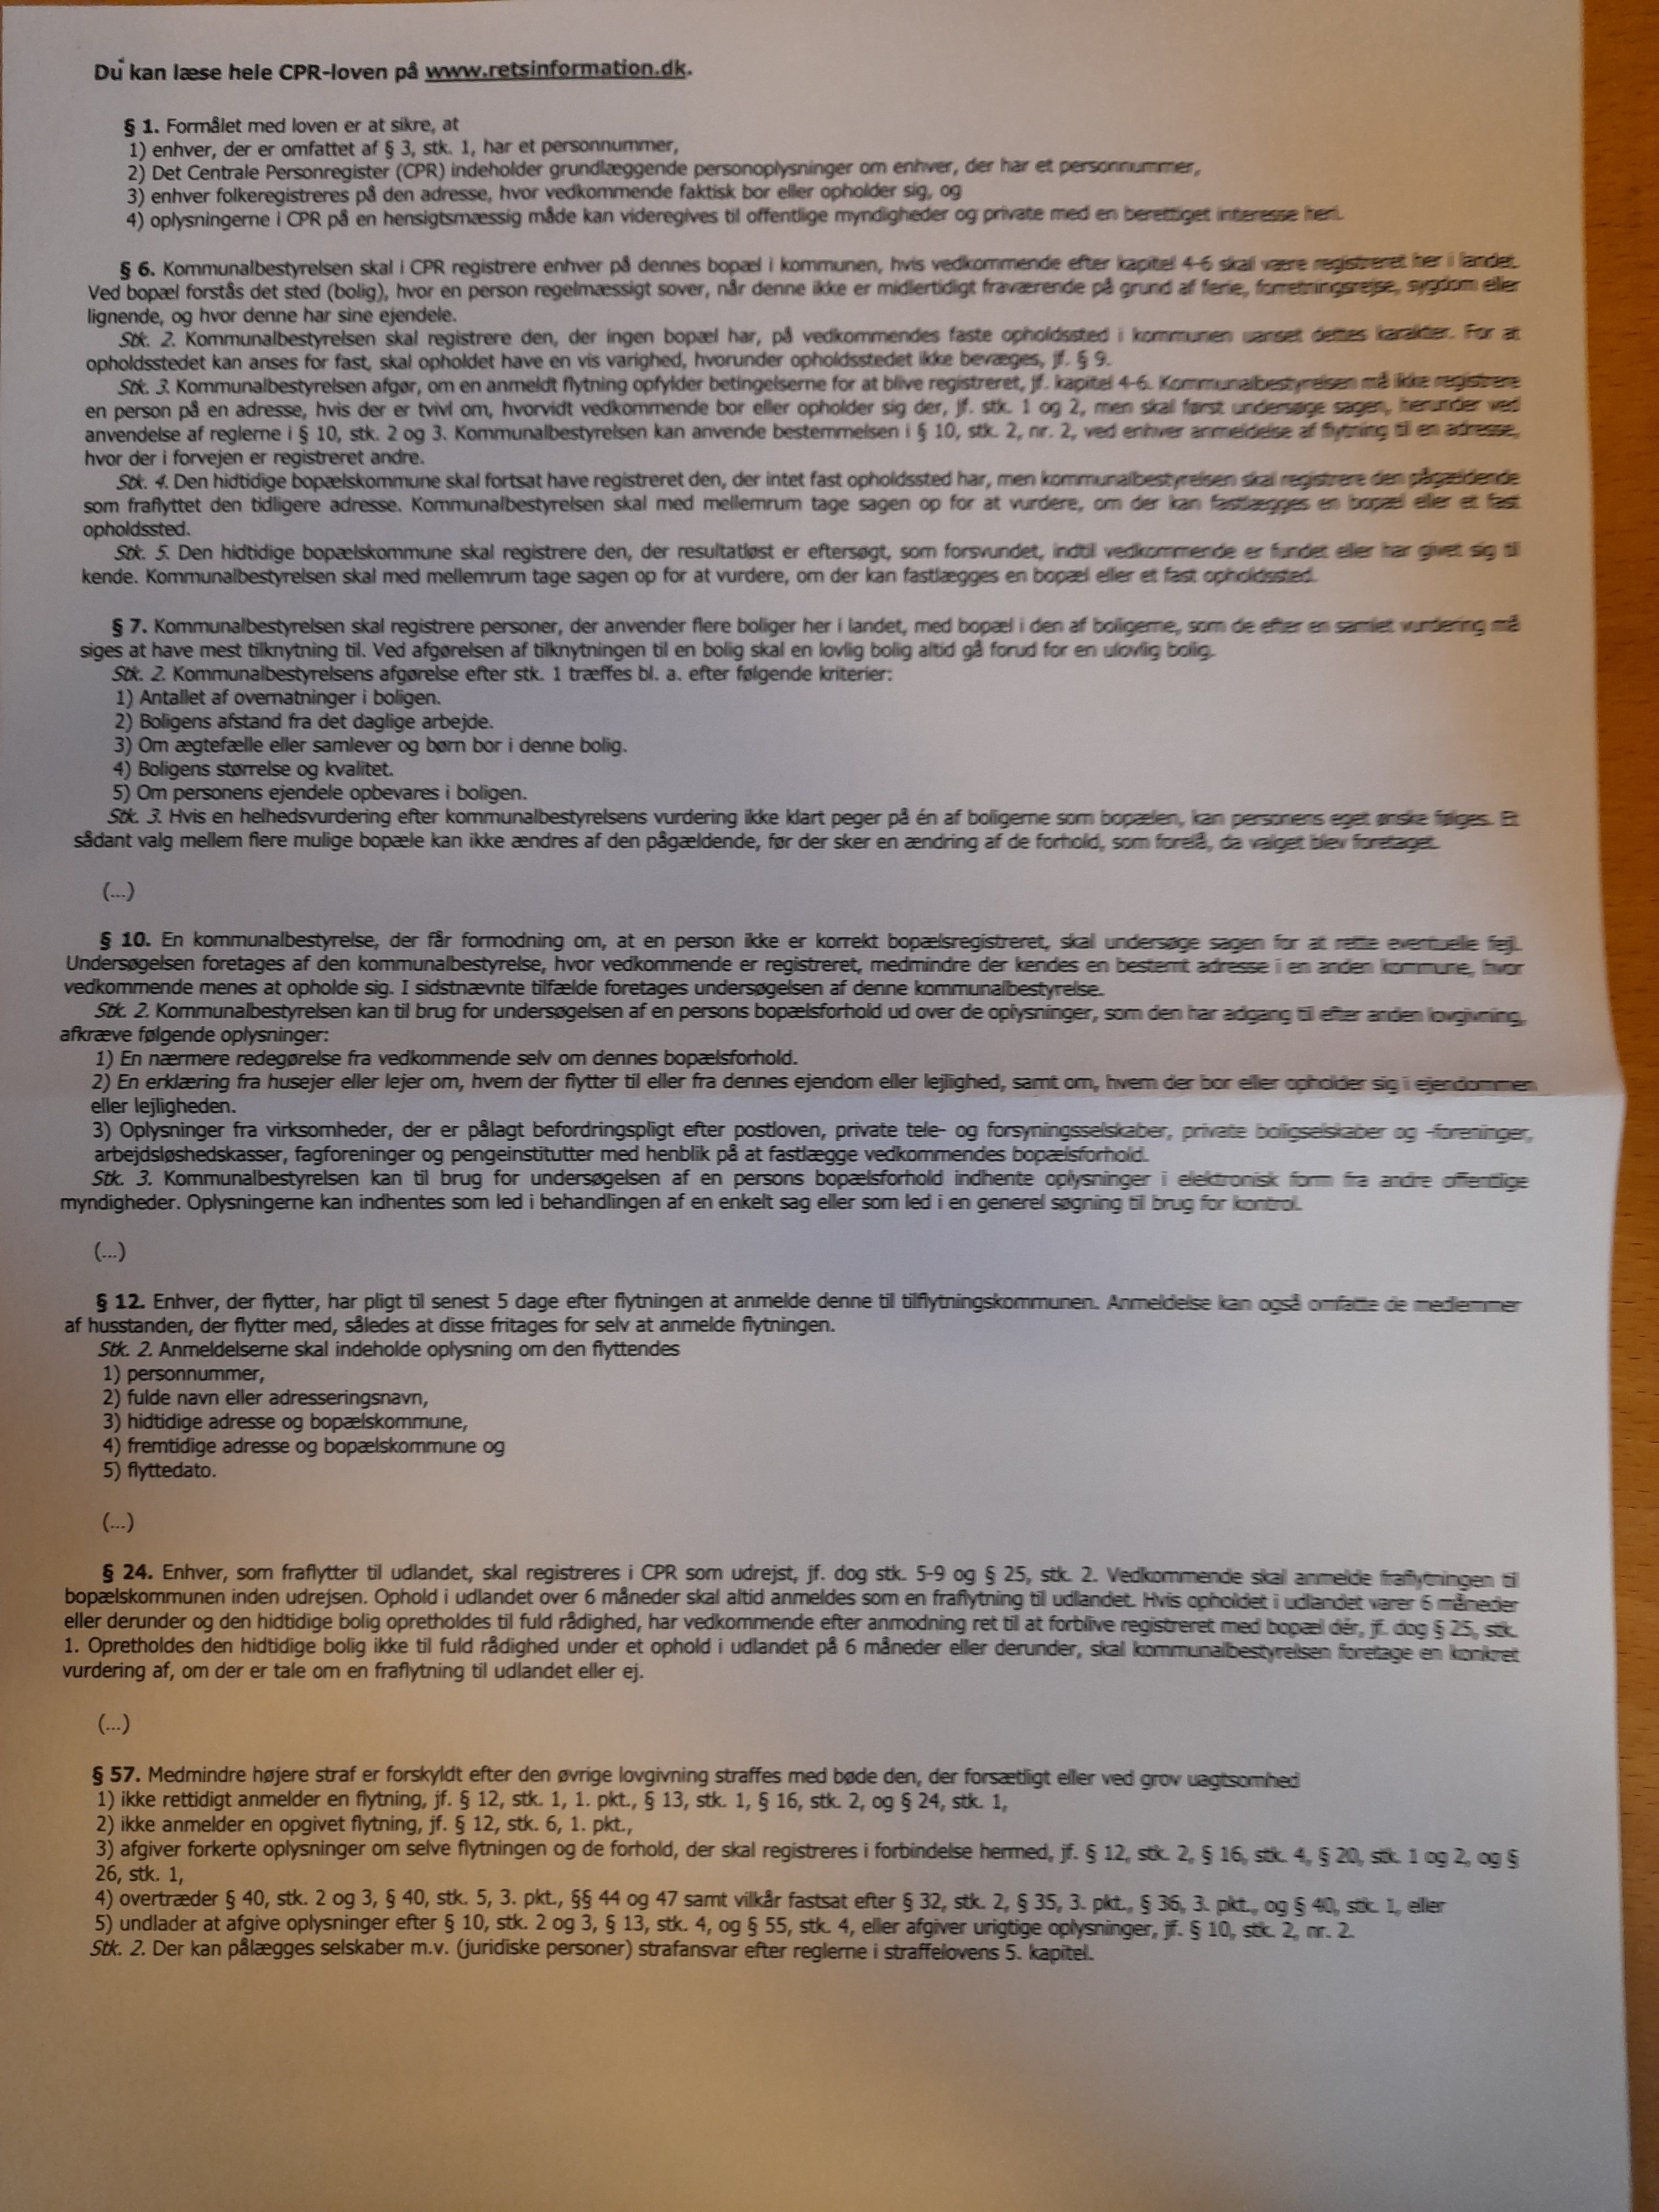 Du kan læse hele CPR-loven på www.retsinformation.dk.
§ 1. Formålet med loven er at sikre, at
1) enhver, der er omfattet af § 3, stk. 1, har et personnummer,
2) Det Centrale Personregister (CPR) indeholder grundlæggende personoplysninger om enhver, der har et personnummer,
3) enhver folkeregistreres på den adresse, hvor vedkommende faktisk bor eller opholder sig, og
4) oplysningerne i CPR på en hensigtsmæssig måde kan videregives til offentlige myndigheder og private med en berettiget interesse heri.
§ 6. Kommunalbestyrelsen skal i CPR registrere enhver på dennes bopæl i kommunen, hvis vedkommende efter kapitel 4-6 skal være registreret her i landet.
Ved bopæl forstås det sted (bolig), hvor en person regelmæssigt sover, når denne ikke er midlertidigt fraværende på grund af ferie, forretningsrejse, sygdom eller
lignende, og hvor denne har sine ejendele.
Stk. 2. Kommunalbestyrelsen skal registrere den, der ingen bopæl har, på vedkommendes faste opholdssted i kommunen uanset dettes karakter. For at
opholdsstedet kan anses for fast, skal opholdet have en vis varighed, hvorunder opholdsstedet ikke bevæges, jf. § 9.
Stk. 3. Kommunalbestyrelsen afgør, om en anmeldt flytning opfylder betingelserne for at blive registreret, jf. kapitel 4-6. Kommunalbestyrelsen må ikke registrere
en person på en adresse, hvis der er tvivl om, hvorvidt vedkommende bor eller opholder sig der, jf. stk. 1 og 2, men skal først undersøge sagen, herunder ved
anvendelse af reglerne i § 10, stk. 2 og 3. Kommunalbestyrelsen kan anvende bestemmelsen i § 10, stk. 2, nr. 2, ved enhver anmeldelse af flytning til en adresse,
hvor der i forvejen er registreret andre.
Stk. 4. Den hidtidige bopælskommune skal fortsat have registreret den, der intet fast opholdssted har, men kommunalbestyrelsen skal registrere den pågældende
som fraflyttet den tidligere adresse. Kommunalbestyrelsen skal med mellemrum tage sagen op for at vurdere, om der kan fastlægges en bopæl eller et fast
opholdssted.
Stk. 5. Den hidtidige bopælskommune skal registrere den, der resultatløst er eftersøgt, som forsvundet, indtil vedkommende er fundet eller har givet sig til
kende. Kommunalbestyrelsen skal med mellemrum tage sagen op for at vurdere, om der kan fastlægges en bopæl eller et fast opholdssted.
§ 7. Kommunalbestyrelsen skal registrere personer, der anvender flere boliger her i landet, med bopæl i den af boligerne, som de efter en samlet vurdering må
siges at have mest tilknytning til. Ved afgørelsen af tilknytningen til en bolig skal en lovlig bolig altid gå forud for en ulovlig bolig.
Stk. 2. Kommunalbestyrelsens afgørelse efter stk. 1 træffes bl. a. efter følgende kriterier:
1) Antallet af overnatninger i boligen.
2) Boligens afstand fra det daglige arbejde.
3) Om ægtefælle eller samlever og børn bor i denne bolig.
4) Boligens størrelse og kvalitet.
5) Om personens ejendele opbevares i boligen.
Stk. 3. Hvis en helhedsvurdering efter kommunalbestyrelsens vurdering ikke klart peger på én af boligerne som bopælen, kan personens eget ønske følges. Et
sådant valg mellem flere mulige bopæle kan ikke ændres af den pågældende, før der sker en ændring af de forhold, som forelå, da valget blev foretaget.
(...)
§ 10. En kommunalbestyrelse, der får formodning om, at en person ikke er korrekt bopælsregistreret, skal undersøge sagen for at rette eventuelle fejl.
Undersøgelsen foretages af den kommunalbestyrelse, hvor vedkommende er registreret, medmindre der kendes en bestemt adresse i en anden kommune, hvor
vedkommende menes at opholde sig. I sidstnævnte tilfælde foretages undersøgelsen af denne kommunalbestyrelse.
Stk. 2. Kommunalbestyrelsen kan til brug for undersøgelsen af en persons bopælsforhold ud over de oplysninger, som den har adgang til efter anden lovgivning,
afkræve følgende oplysninger:
1) En nærmere redegørelse fra vedkommende selv om dennes bopælsforhold.
2) En erklæring fra husejer eller lejer om, hvem der flytter til eller fra dennes ejendom eller lejlighed, samt om, hvem der bor eller opholder sig i ejendommen
eller lejligheden.
3) Oplysninger fra virksomheder, der er pålagt befordringspligt efter postloven, private tele- og forsyningsselskaber, private boligselskaber og -foreninger,
arbejdsløshedskasser, fagforeninger og pengeinstitutter med henblik på at fastlægge vedkommendes bopælsforhold.
Stk. 3. Kommunalbestyrelsen kan til brug for undersøgelsen af en persons bopælsforhold indhente oplysninger i elektronisk form fra andre offentlige
myndigheder. Oplysningerne kan indhentes som led i behandlingen af en enkelt sag eller som led i en generel søgning til brug for kontrol.
(...)
§ 12. Enhver, der flytter, har pligt til senest 5 dage efter flytningen at anmelde denne til tilflytningskommunen. Anmeldelse kan også omfatte de medlemmer
af husstanden, der flytter med, således at disse fritages for selv at anmelde flytningen.
Stk. 2. Anmeldelserne skal indeholde oplysning om den flyttendes
1) personnummer,
2) fulde navn eller adresseringsnavn,
3) hidtidige adresse og bopælskommune,
4) fremtidige adresse og bopælskommune og
5) flyttedato.
(...)
§ 24. Enhver, som fraflytter til udlandet, skal registreres i CPR som udrejst, jf. dog stk. 5-9 og § 25, stk. 2. Vedkommende skal anmelde fraflytningen til
bopælskommunen inden udrejsen. Ophold i udlandet over 6 måneder skal altid anmeldes som en fraflytning til udlandet. Hvis opholdet i udlandet varer 6 måneder
eller derunder og den hidtidige bolig opretholdes til fuld rådighed, har vedkommende efter anmodning ret til at forblive registreret med bopæl dér, jf. dog § 25, stk.
1. Opretholdes den hidtidige bolig ikke til fuld rådighed under et ophold i udlandet på 6 måneder eller derunder, skal kommunalbestyrelsen foretage en konkret
vurdering af, om der er tale om en fraflytning til udlandet eller ej.
(...)
§ 57. Medmindre højere straf er forskyldt efter den øvrige lovgivning straffes med bøde den, der forsætligt eller ved grov uagtsomhed
1) ikke rettidigt anmelder en flytning, jf. § 12, stk. 1, 1. pkt., § 13, stk. 1, § 16, stk. 2, og § 24, stk. 1,
2) ikke anmelder en opgivet flytning, jf. § 12, stk. 6, 1. pkt.,
3) afgiver forkerte oplysninger om selve flytningen og de forhold, der skal registreres i forbindelse hermed, jf. § 12, stk. 2, § 16, stk. 4, § 20, stk. 1 og 2, og §
26, stk. 1,
4) overtræder § 40, stk. 2 og 3, § 40, stk. 5, 3. pkt., §§ 44 og 47 samt vilkår fastsat efter § 32, stk. 2, § 35, 3. pkt., § 36, 3. pkt., og § 40, stk. 1, eller
5) undlader at afgive oplysninger efter § 10, stk. 2 og 3, § 13, stk. 4, og § 55, stk. 4, eller afgiver urigtige oplysninger, jf. § 10, stk. 2, nr. 2.
Stk. 2. Der kan pålægges selskaber m.v. (juridiske personer) strafansvar efter reglerne i straffelovens 5. kapitel.